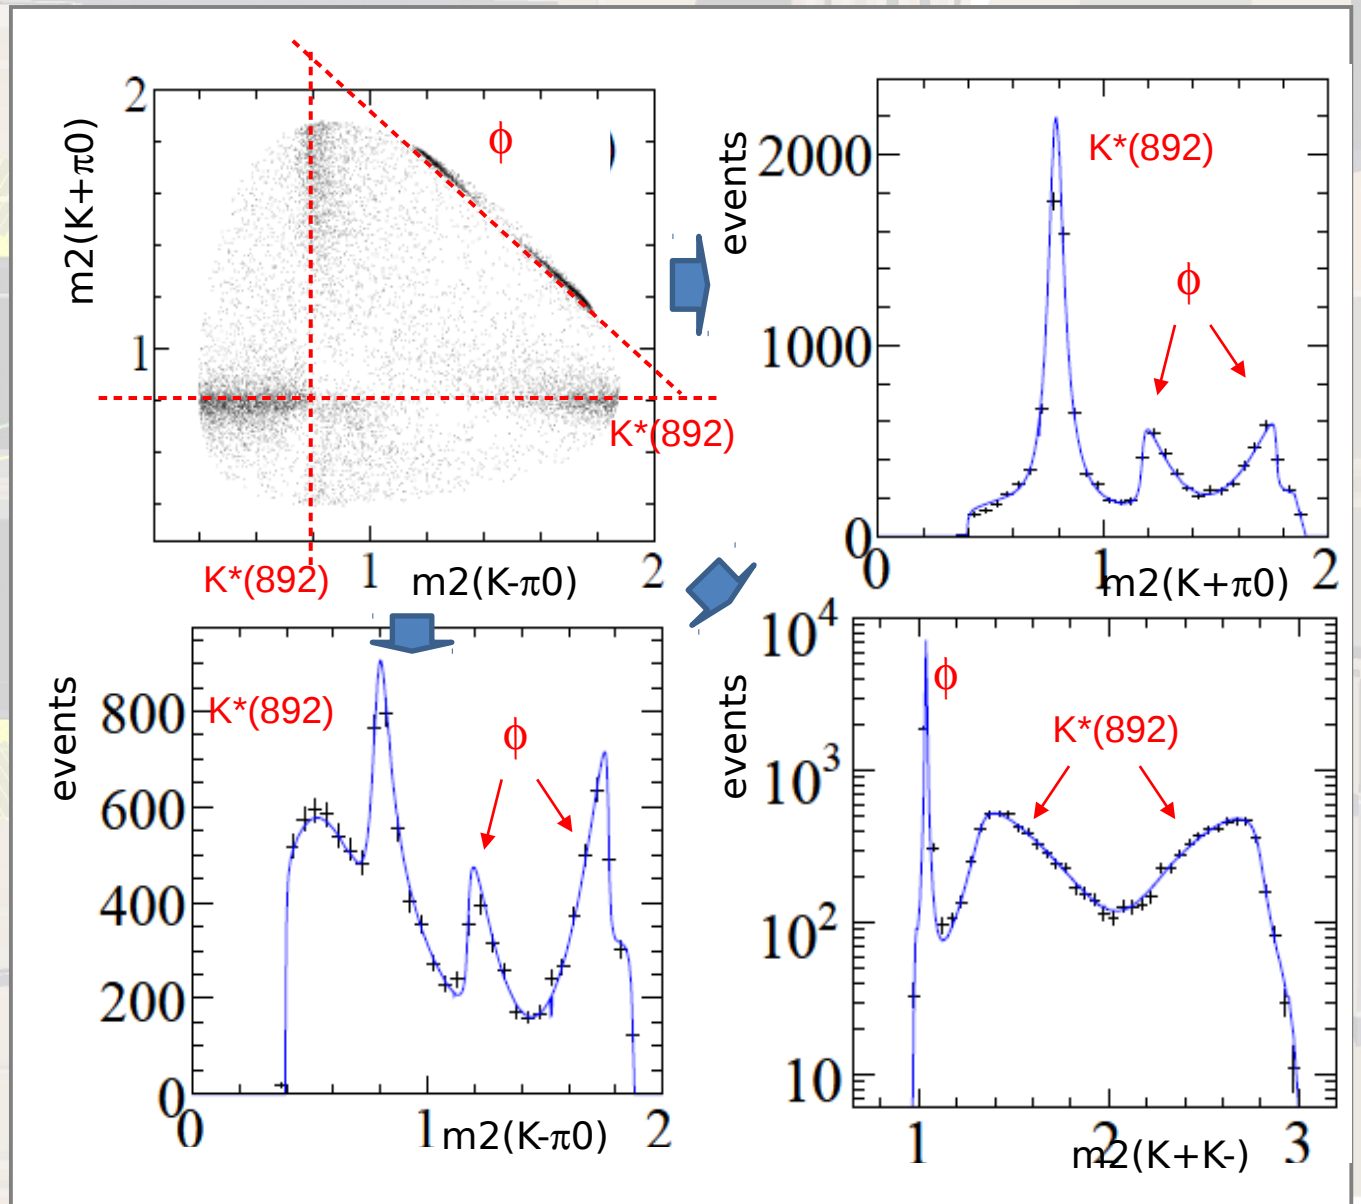 2
m2(K+π0)
ϕ
1
K*(892)
K*(892)
1
m2(K-π0)
2
events
2000
K*(892)
ϕ
1000
0
0
1
m2(K+π0)
2
events
800
K*(892)
ϕ
600
400
200
0
0
1
m2(K-π0)
2
events
10⁴
ϕ
K*(892)
10³
10²
10
1
2
m2(K+K-)
3